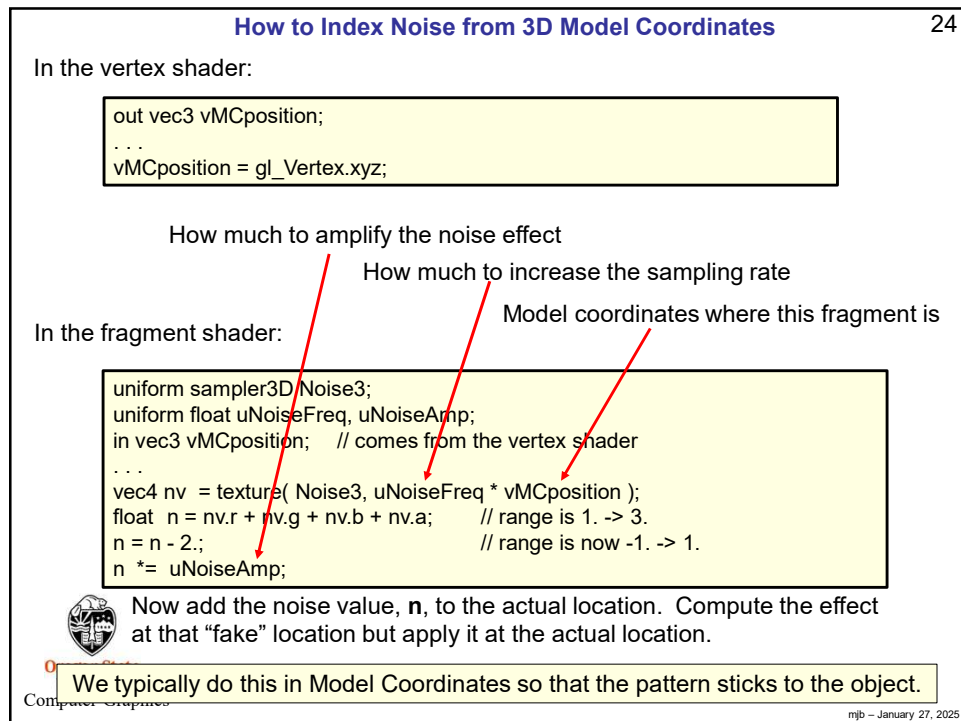 How to Index Noise from 3D Model Coordinates
24
In the vertex shader:
out vec3 vMCposition;
. . .
vMCposition = gl_Vertex.xyz;
How much to amplify the noise effect
How much to increase the sampling rate
Model coordinates where this fragment is
In the fragment shader:
uniform sampler3D Noise3;
uniform float uNoiseFreq, uNoiseAmp;
in vec3 vMCposition; // comes from the vertex shader
. . .
vec4 nv = texture( Noise3, uNoiseFreq * vMCposition );
float n = nv.r + nv.g + nv.b + nv.a; // range is 1. -> 3.
n = n - 2.; // range is now -1. -> 1.
n *= uNoiseAmp;
Now add the noise value, n, to the actual location. Compute the effect
at that “fake” location but apply it at the actual location.
We typically do this in Model Coordinates so that the pattern sticks to the object.
Computer Graphics
mjb – January 27, 2025